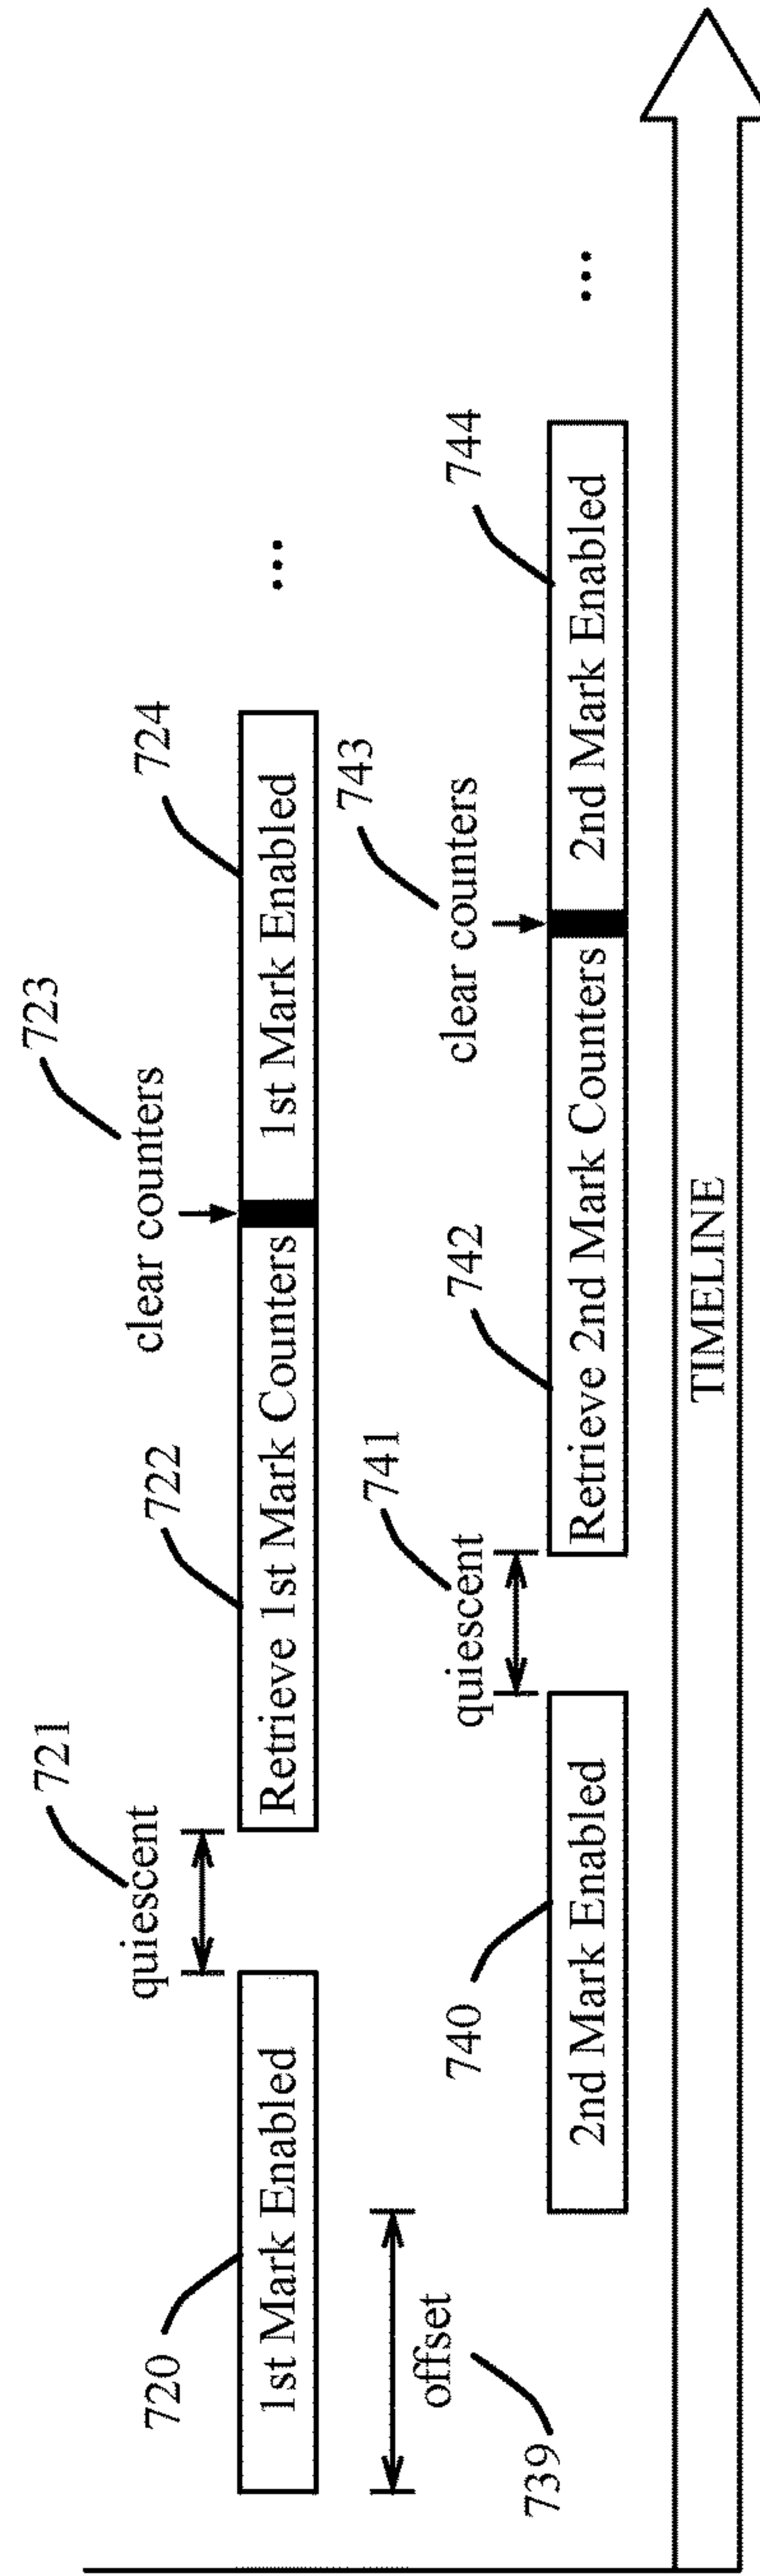 723
721
clear counters
724
722
quiescent
720
1st Mark Enabled
Retrieve 1st Mark Counters
1st Mark Enabled
...
743
741
offset
clear counters
744
742
quiescent
740
739
2nd Mark Enabled
Retrieve 2nd Mark Counters
2nd Mark Enabled
...
TIMELINE